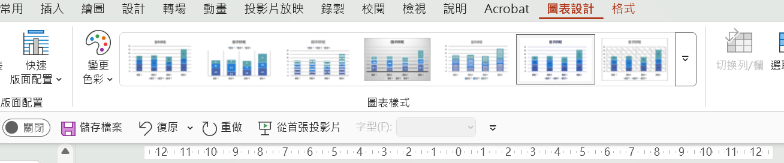 常用 插入 繪圖 設計 轉場 動畫 投影片放映 錄製 校閱 檢視 說明 Acrobat 圖表設計 格式
快速 變更 切換列/欄
版面配置 色彩
版面配置 圖表樣式
關閉 儲存檔案 復原 重做 從首張投影片 字型(F):
12 11 10 9 8 7 6 5 4 3 2 1 0 1 2 3 4 5 6 7 8 9 10 11 12